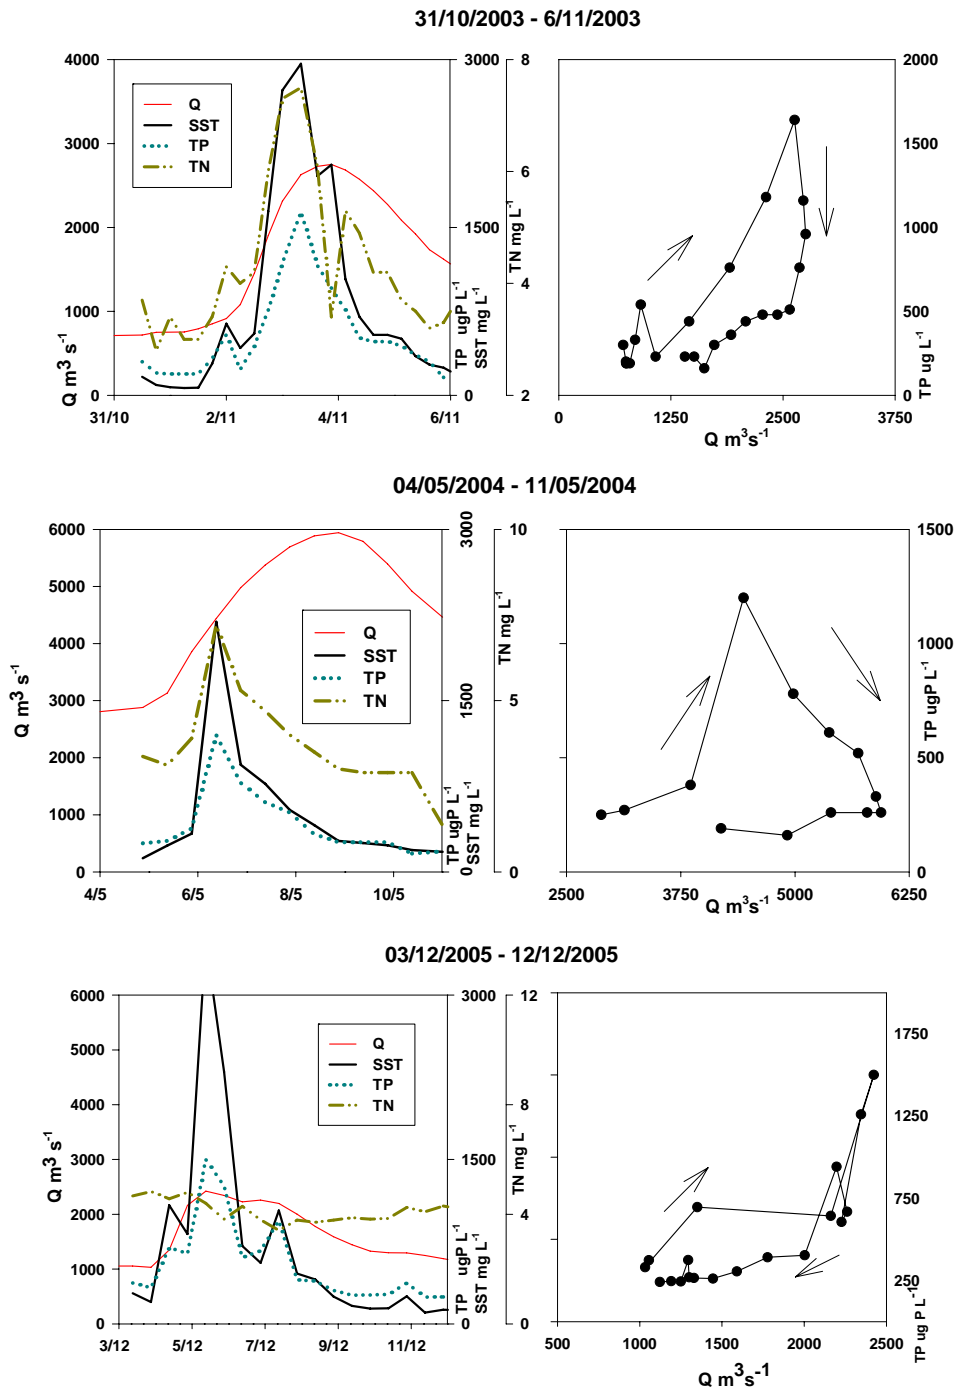 31/10/2003 - 6/11/2003
4000
3000
2000
1000
0
Q m3 s-1
Q
SST
TP
TN
31/10
2/11
4/11
6/11
3000
1500
0
TP ugP L-1
SST mg L-1
8
6
4
2
TN mg L-1
2000
1500
1000
500
0
TP ug L-1
0
1250
2500
3750
Q m3s-1
04/05/2004 - 11/05/2004
6000
5000
4000
3000
2000
1000
0
Q m3 s-1
Q
SST
TP
TN
4/5
6/5
8/5
10/5
3000
1500
0
TP ugP L-1
SST mg L-1
10
5
0
TN mg L-1
1500
1000
500
0
TP ugP L-1
2500
3750
5000
6250
Q m3s-1
03/12/2005 - 12/12/2005
6000
5000
4000
3000
2000
1000
0
Q m3 s-1
Q
SST
TP
TN
3/12
5/12
7/12
9/12
11/12
3000
1500
0
TP ugP L-1
SST mg L-1
12
8
4
0
TN mg L-1
1750
1250
750
250
TP ug P L-1
500
1000
1500
2000
2500
Q m3s-1